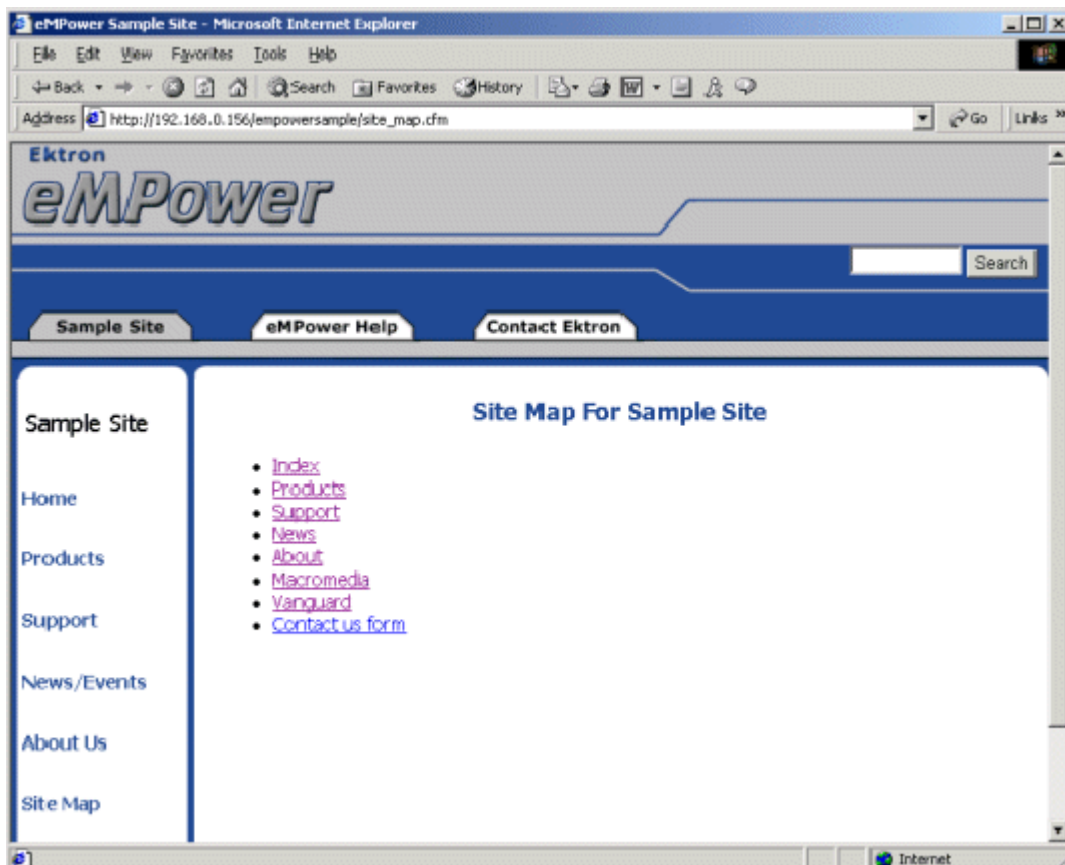 eMPower Sample Site - Microsoft Internet Explorer
File Edit View Favorites Tools Help
Back Search Favorites History
Address http://192.168.0.156/empowersample/site_map.cfm Go Links »
Ektron
eMPower
Search
Sample Site eMPower Help Contact Ektron
Sample Site
Home
Products
Support
News/Events
About Us
Site Map
Site Map For Sample Site
• Index
• Products
• Support
• News
• About
• Macromedia
• Vanguard
• Contact us form
Internet